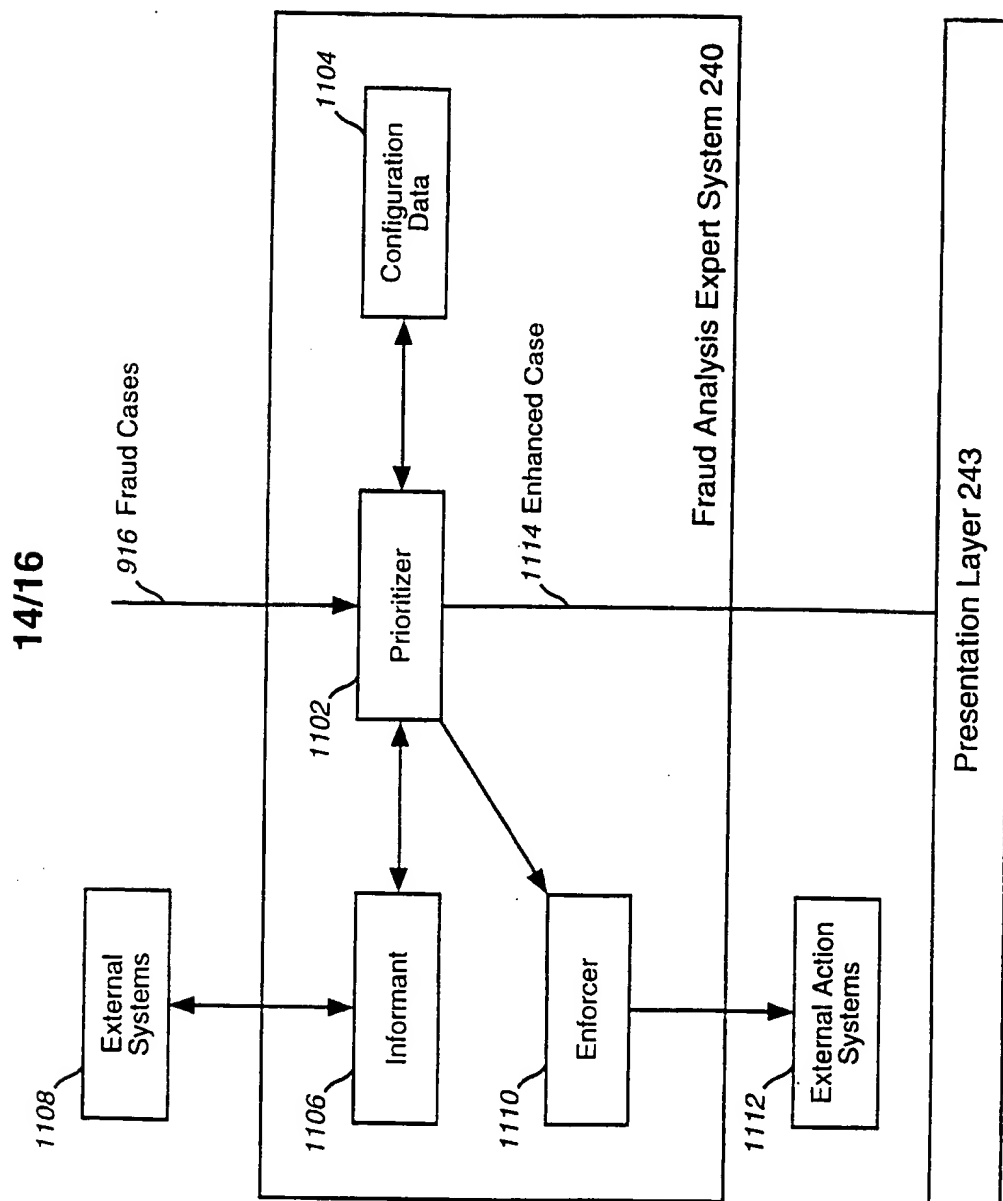 14/16
916 Fraud Cases
1108
External
Systems
1104
Configuration
Data
1102
Prioritizer
1106
Informant
1114 Enhanced Case
1110
Enforcer
Fraud Analysis Expert System 240
1112
External Action
Systems
Presentation Layer 243